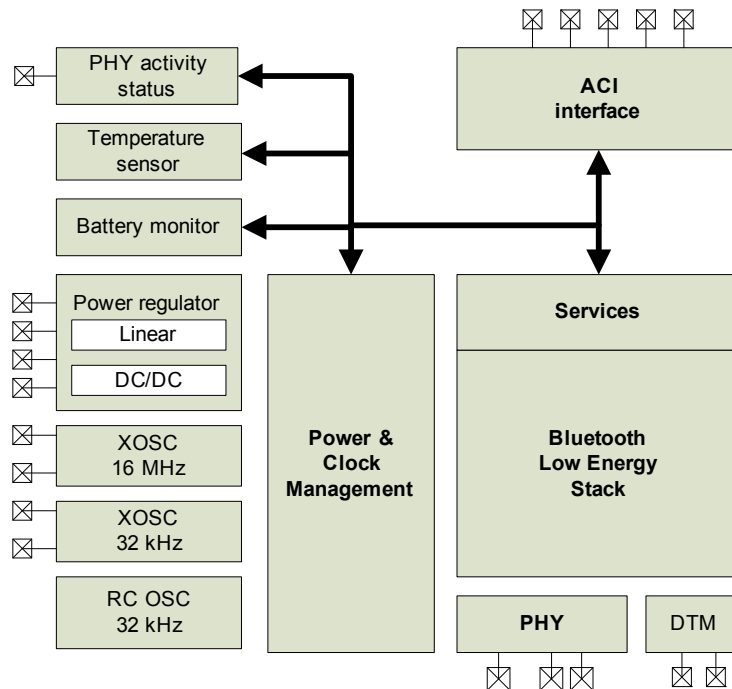 PHY activity
status
Temperature
sensor
Battery monitor
Power regulator
Linear
DC/DC
XOSC
16 MHz
XOSC
32 kHz
RC OSC
32 kHz
Power &
Clock
Management
ACI
interface
Services
Bluetooth
Low Energy
Stack
PHY
DTM